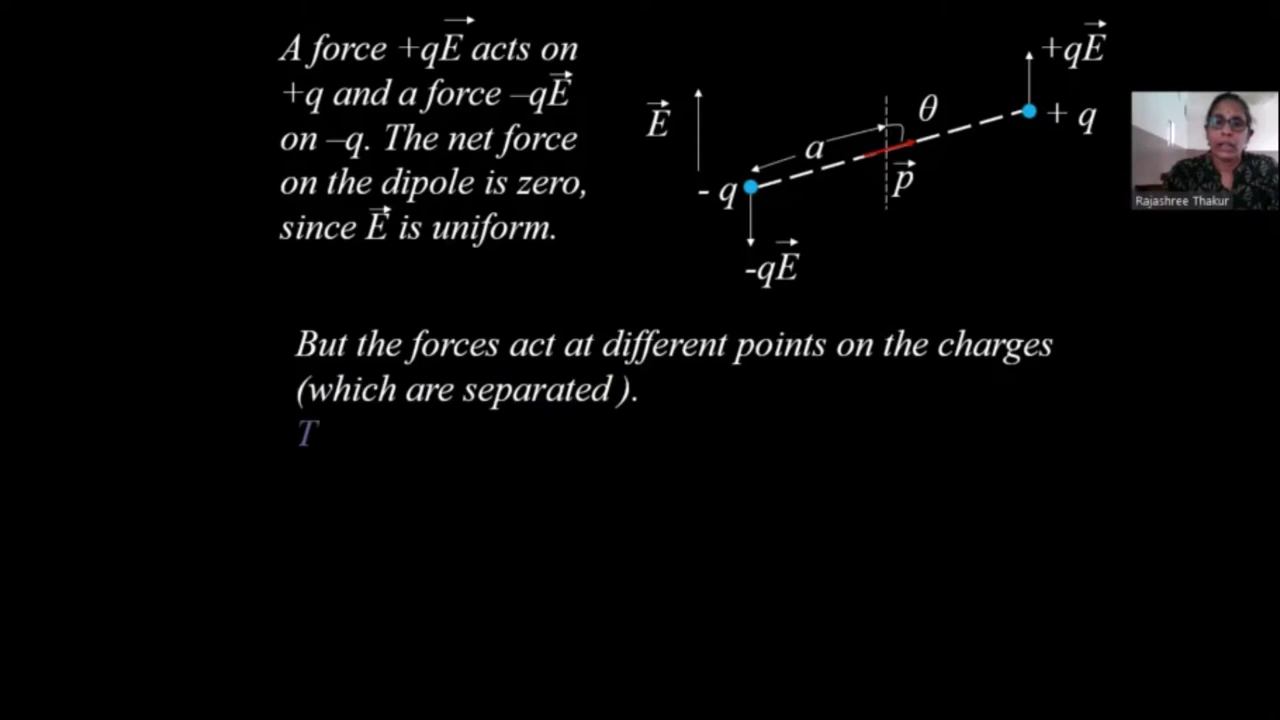 A force +qE⃗ acts on
+q and a force –qE⃗
on –q. The net force
on the dipole is zero,
since E⃗ is uniform.
E⃗
a
θ
p⃗
+qE⃗
+ q
- q
-qE⃗
Rajashree Thakur
But the forces act at different points on the charges
(which are separated ).
T